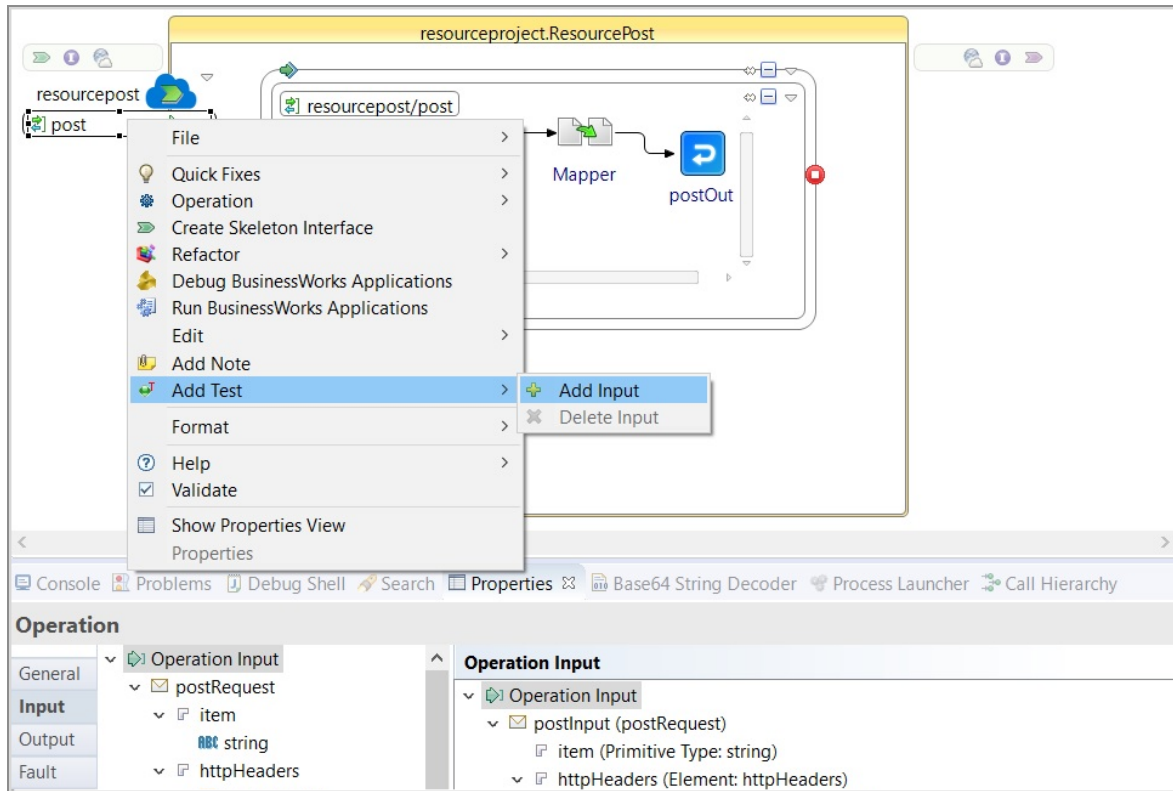 resourceproject.ResourcePost
resourcepost
post
resourcepost/post
Mapper
postOut
File
Quick Fixes
Operation
Create Skeleton Interface
Refactor
Debug BusinessWorks Applications
Run BusinessWorks Applications
Edit
Add Note
Add Test
Add Input
Delete Input
Format
Help
Validate
Show Properties View
Properties
Console Problems Debug Shell Search Properties Base64 String Decoder Process Launcher Call Hierarchy
Operation
General
Input
Output
Fault
Operation Input
postRequest
item
ABC string
httpHeaders
Operation Input
Operation Input
postInput (postRequest)
item (Primitive Type: string)
httpHeaders (Element: httpHeaders)